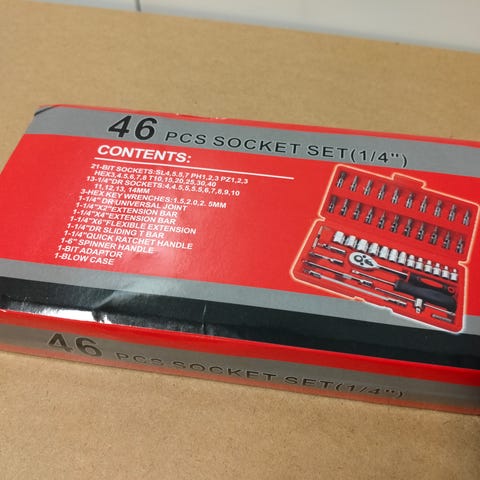 46 PCS SOCKET SET(1/4")
CONTENTS:
21-BIT SOCKETS:SL4,5.5,7 PH1,2,3 PZ1,2,3
HEX3,4,5,6,7,8 T10,15,20,25,30,40
13-1/4"DR SOCKETS:4,4.5,5,5.5,6,7,8,9,10
11,12,13, 14MM
3-HEX KEY WRENCHES:1.5,2.0,2. 5MM
1-1/4" DR UNIVERSAL JOINT
1-1/4"X2"EXTENSION BAR
1-1/4"X4"EXTENSION BAR
1-1/4"X6"FLEXIBLE EXTENSION
1-1/4"DR SLIDING T BAR
1-1/4"QUICK RATCHET HANDLE
1-6" SPINNER HANDLE
1-BIT ADAPTOR
1-BLOW CASE
46 PCS SOCKET SET(1/4")